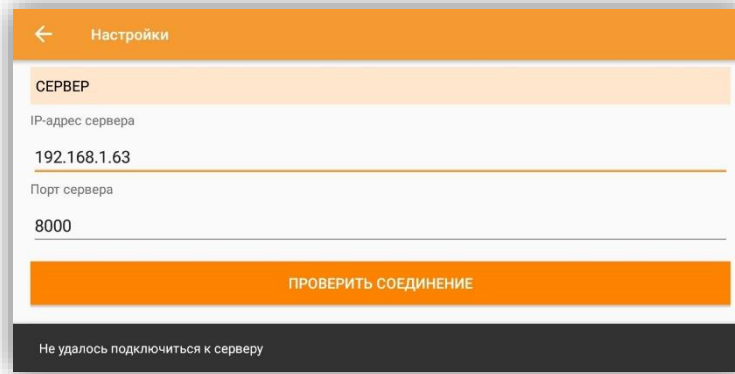 Настройки
СЕРВЕР
IP-адрес сервера
192.168.1.63
Порт сервера
8000
ПРОВЕРИТЬ СОЕДИНЕНИЕ
Не удалось подключиться к серверу